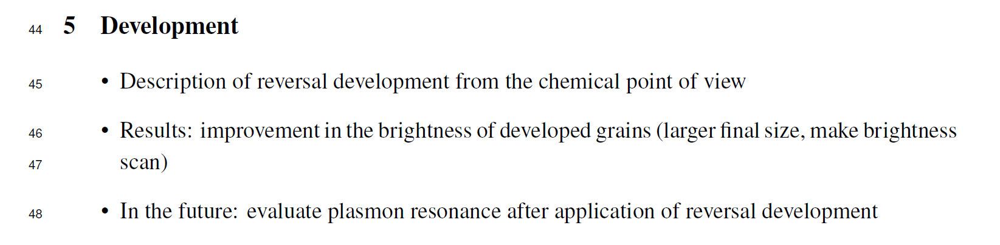 44 5 Development
45 • Description of reversal development from the chemical point of view
46 • Results: improvement in the brightness of developed grains (larger final size, make brightness
47 scan)
48 • In the future: evaluate plasmon resonance after application of reversal development